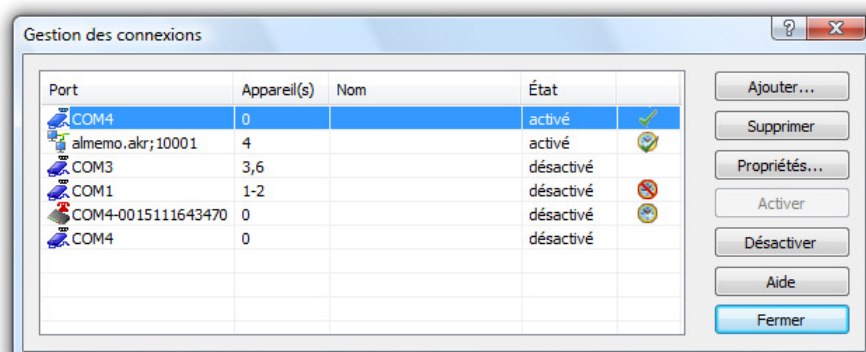 Gestion des connexions
Port Appareil(s) Nom État
COM4 0 activé
almemo.akr;10001 4 activé
COM3 3,6 désactivé
COM1 1-2 désactivé
COM4-0015111643470 0 désactivé
COM4 0 désactivé
Ajouter...
Supprimer
Propriétés...
Activer
Désactiver
Aide
Fermer